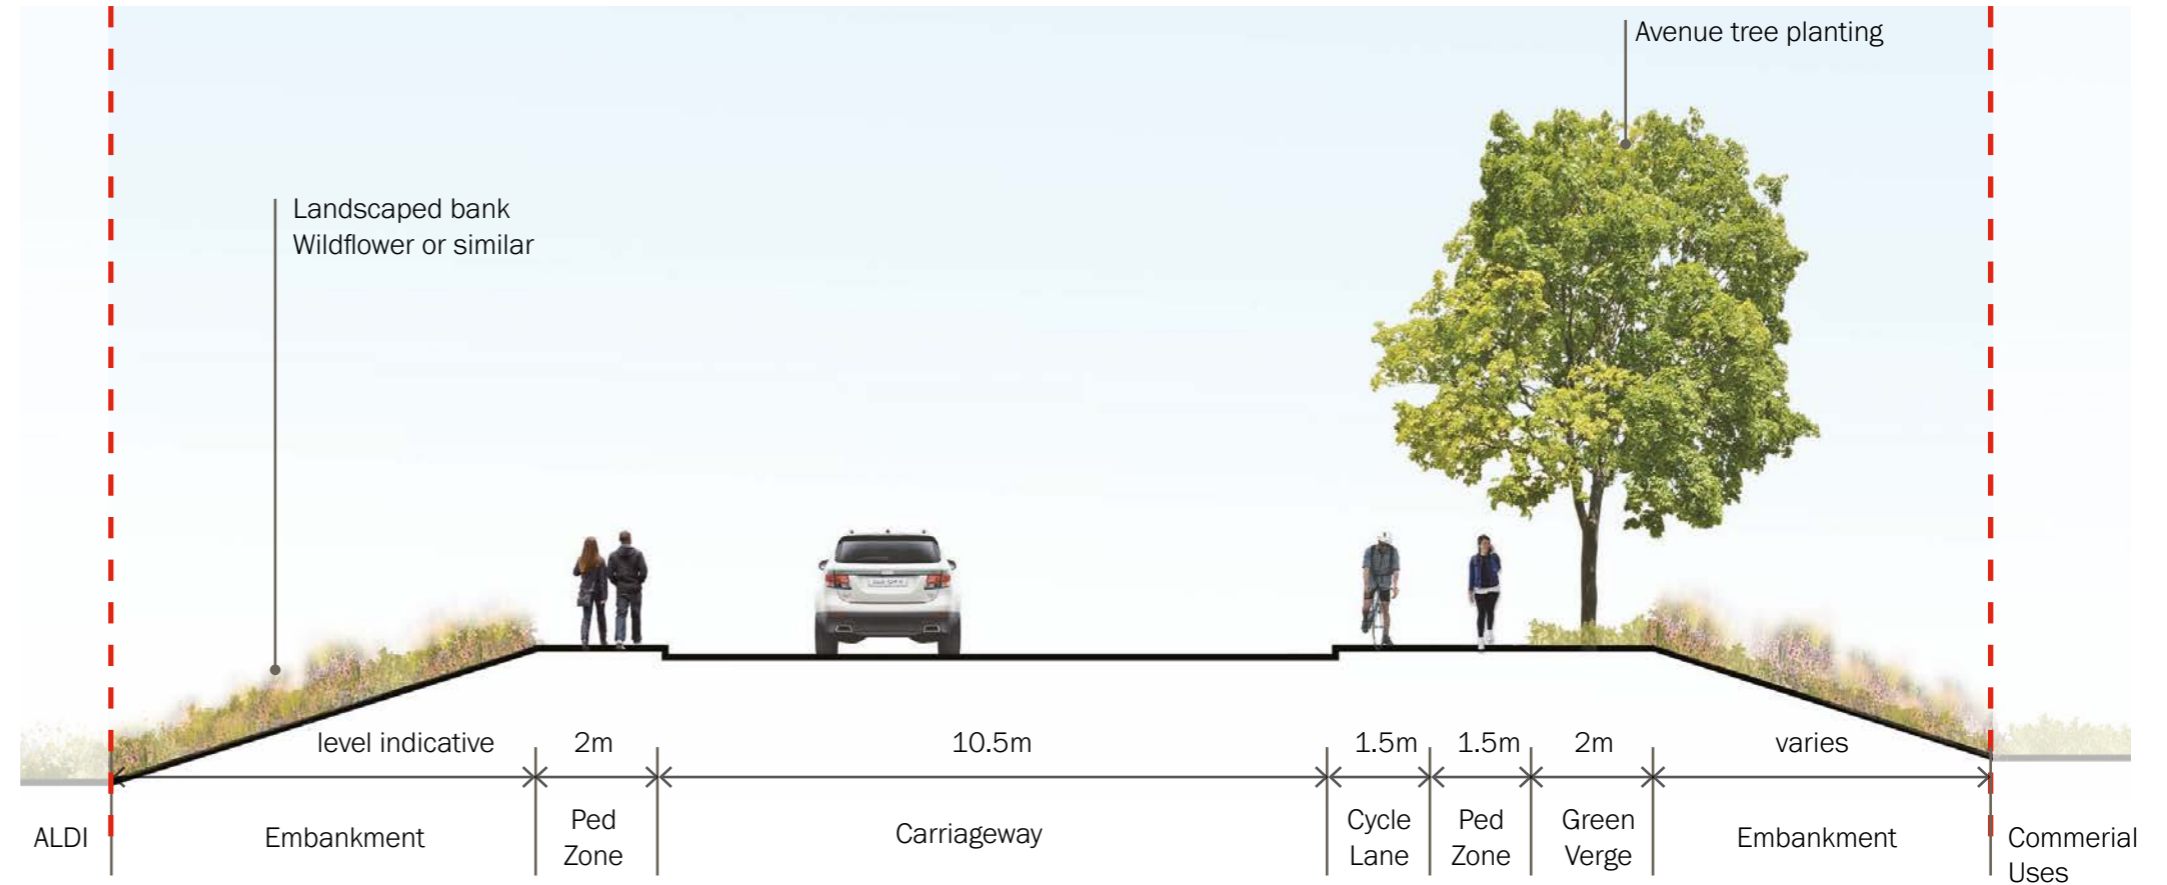 Avenue tree planting
Landscaped bank
Wildflower or similar
level indicative
2m
10.5m
1.5m
1.5m
2m
varies
ALDI
Embankment
Ped
Zone
Carriageway
Cycle
Lane
Ped
Zone
Green
Verge
Embankment
Commerial
Uses